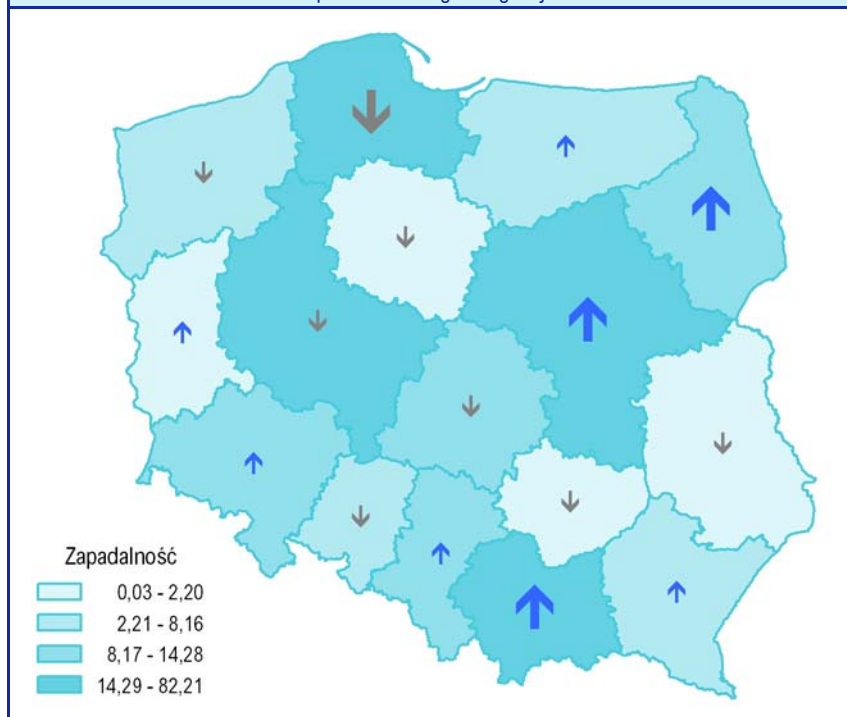 Zapadalność
0,03 - 2,20
2,21 - 8,16
8,17 - 14,28
14,29 - 82,21